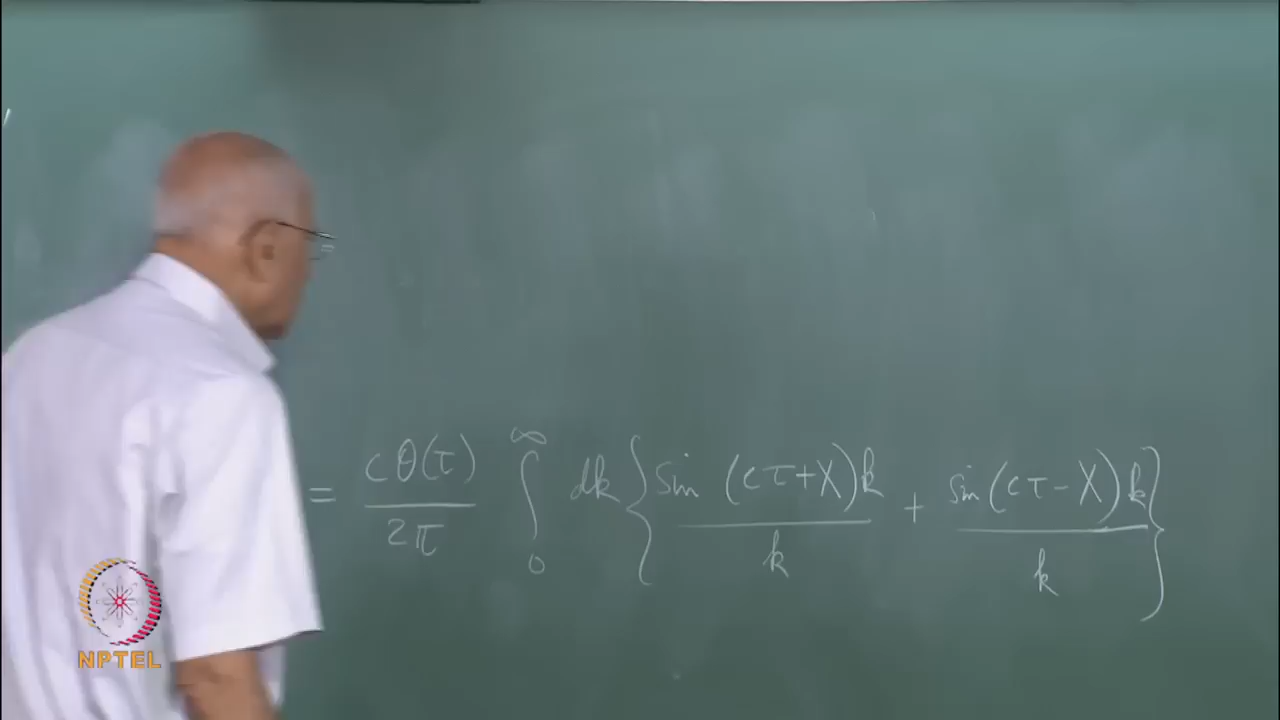 = cθ(τ)/2π ∫₀^∞ dk { sin (cτ+X)k / k + sin (cτ-X)k / k }
NPTEL